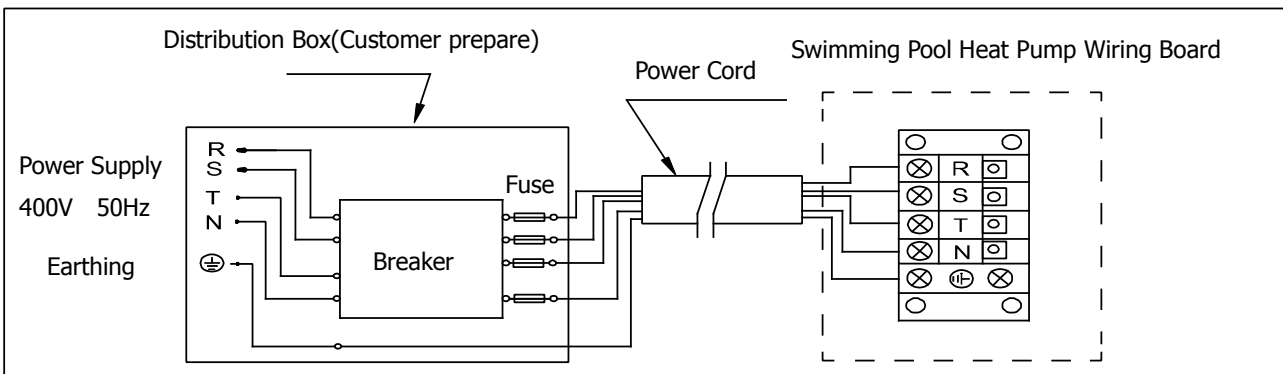 Distribution Box(Customer prepare)
Swimming Pool Heat Pump Wiring Board
Power Cord
Power Supply
400V 50Hz
Earthing
R
S
T
N
Fuse
Breaker
R
S
T
N